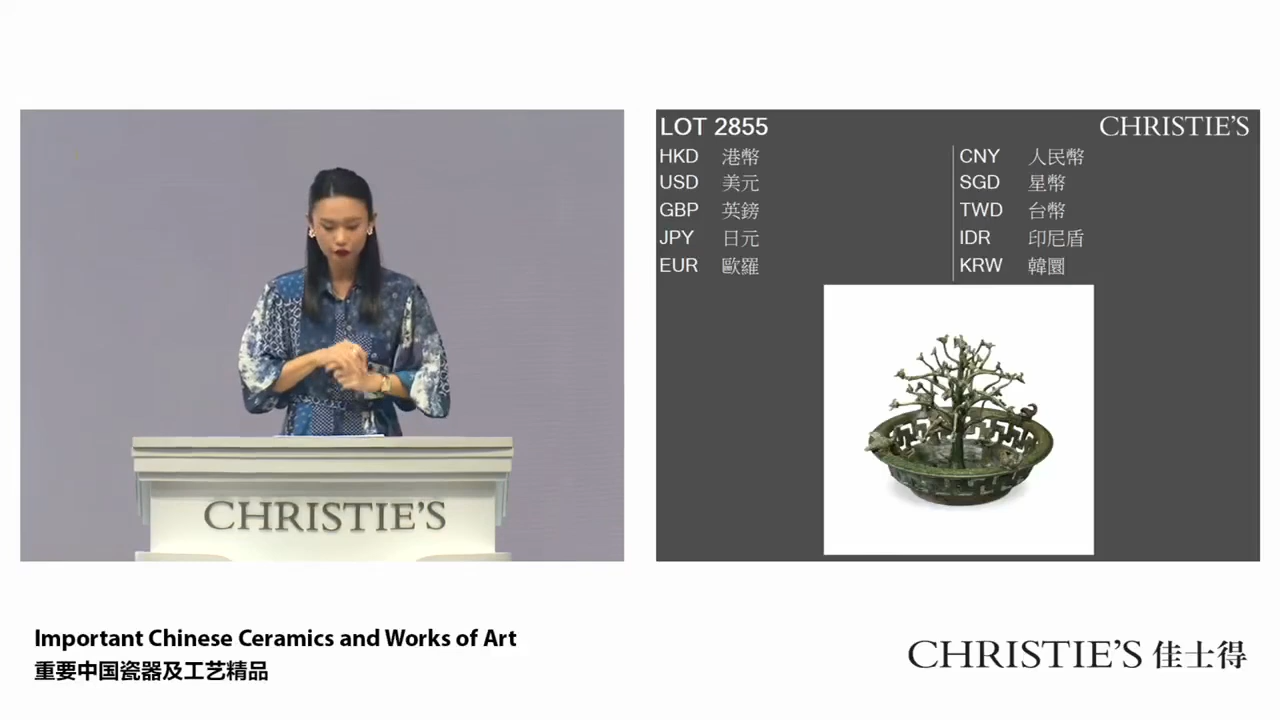 CHRISTIE'S
LOT 2855
CHRISTIE'S
HKD 港幣
USD 美元
GBP 英鎊
JPY 日元
EUR 歐羅
CNY 人民幣
SGD 星幣
TWD 台幣
IDR 印尼盾
KRW 韓圜
Important Chinese Ceramics and Works of Art
重要中国瓷器及工艺精品
CHRISTIE'S 佳士得